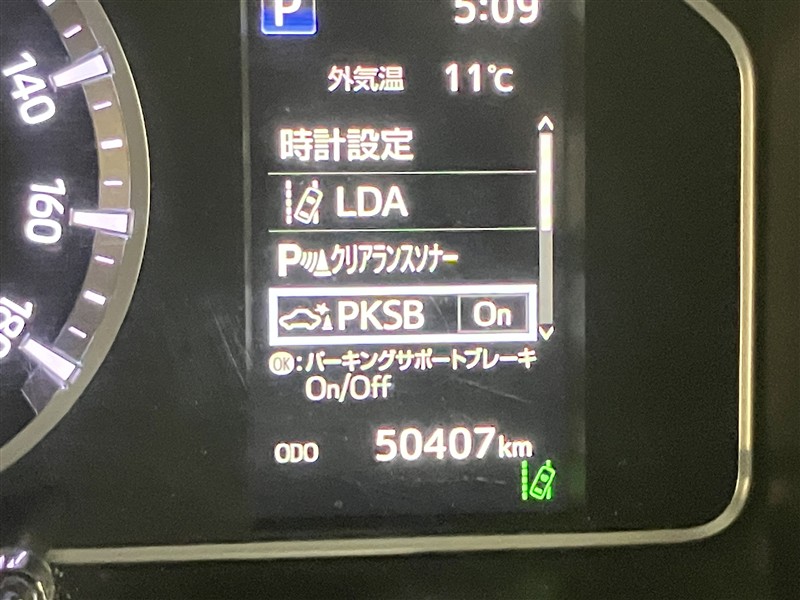 P 5:09
140
外気温 11℃
時計設定
LDA
160
Pクリアランスソナー
PKSB On
180
OK:パーキングサポートブレーキ
On/Off
ODO 50407km